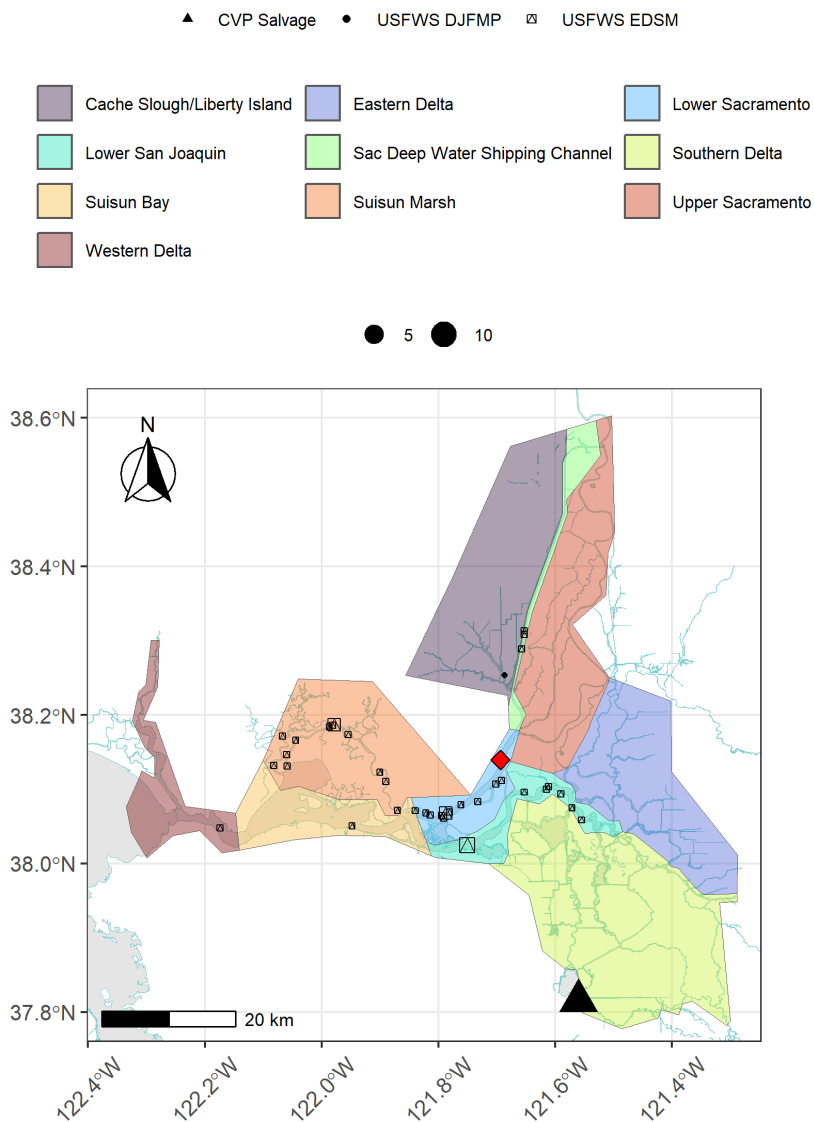 CVP Salvage USFWS DJFMP USFWS EDSM
Cache Slough/Liberty Island Eastern Delta Lower Sacramento
Lower San Joaquin Sac Deep Water Shipping Channel Southern Delta
Suisun Bay Suisun Marsh Upper Sacramento
Western Delta
5 10
38.6°N
N
38.4°N
38.2°N
38.0°N
37.8°N
20 km
122.4°W 122.2°W 122.0°W 121.8°W 121.6°W 121.4°W